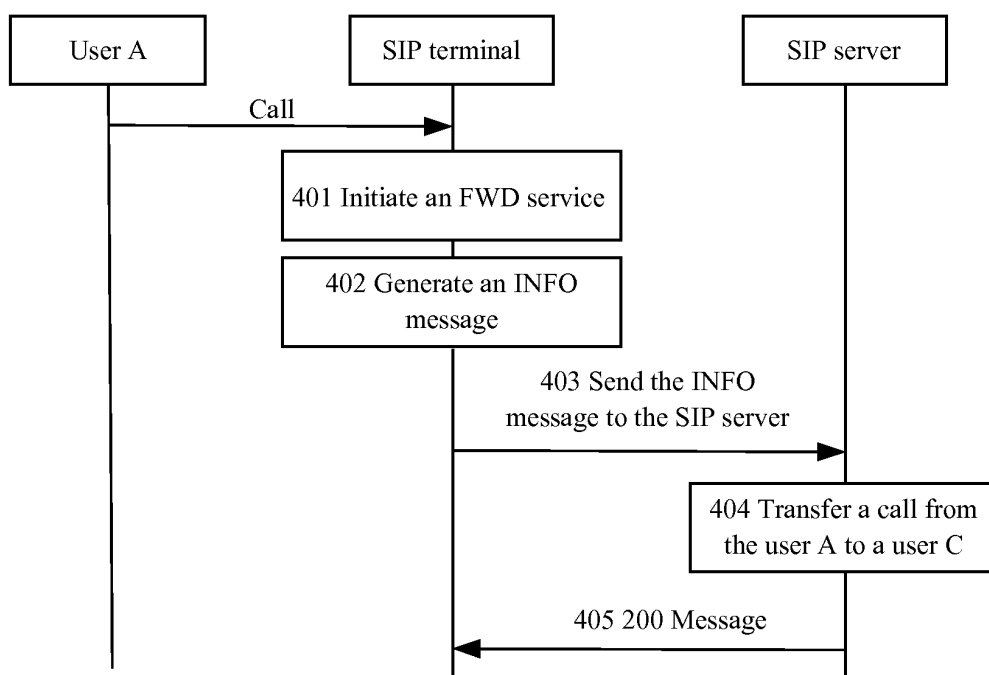 User A
SIP terminal
SIP server
Call
401 Initiate an FWD service
402 Generate an INFO
message
403 Send the INFO
message to the SIP server
404 Transfer a call from
the user A to a user C
405 200 Message